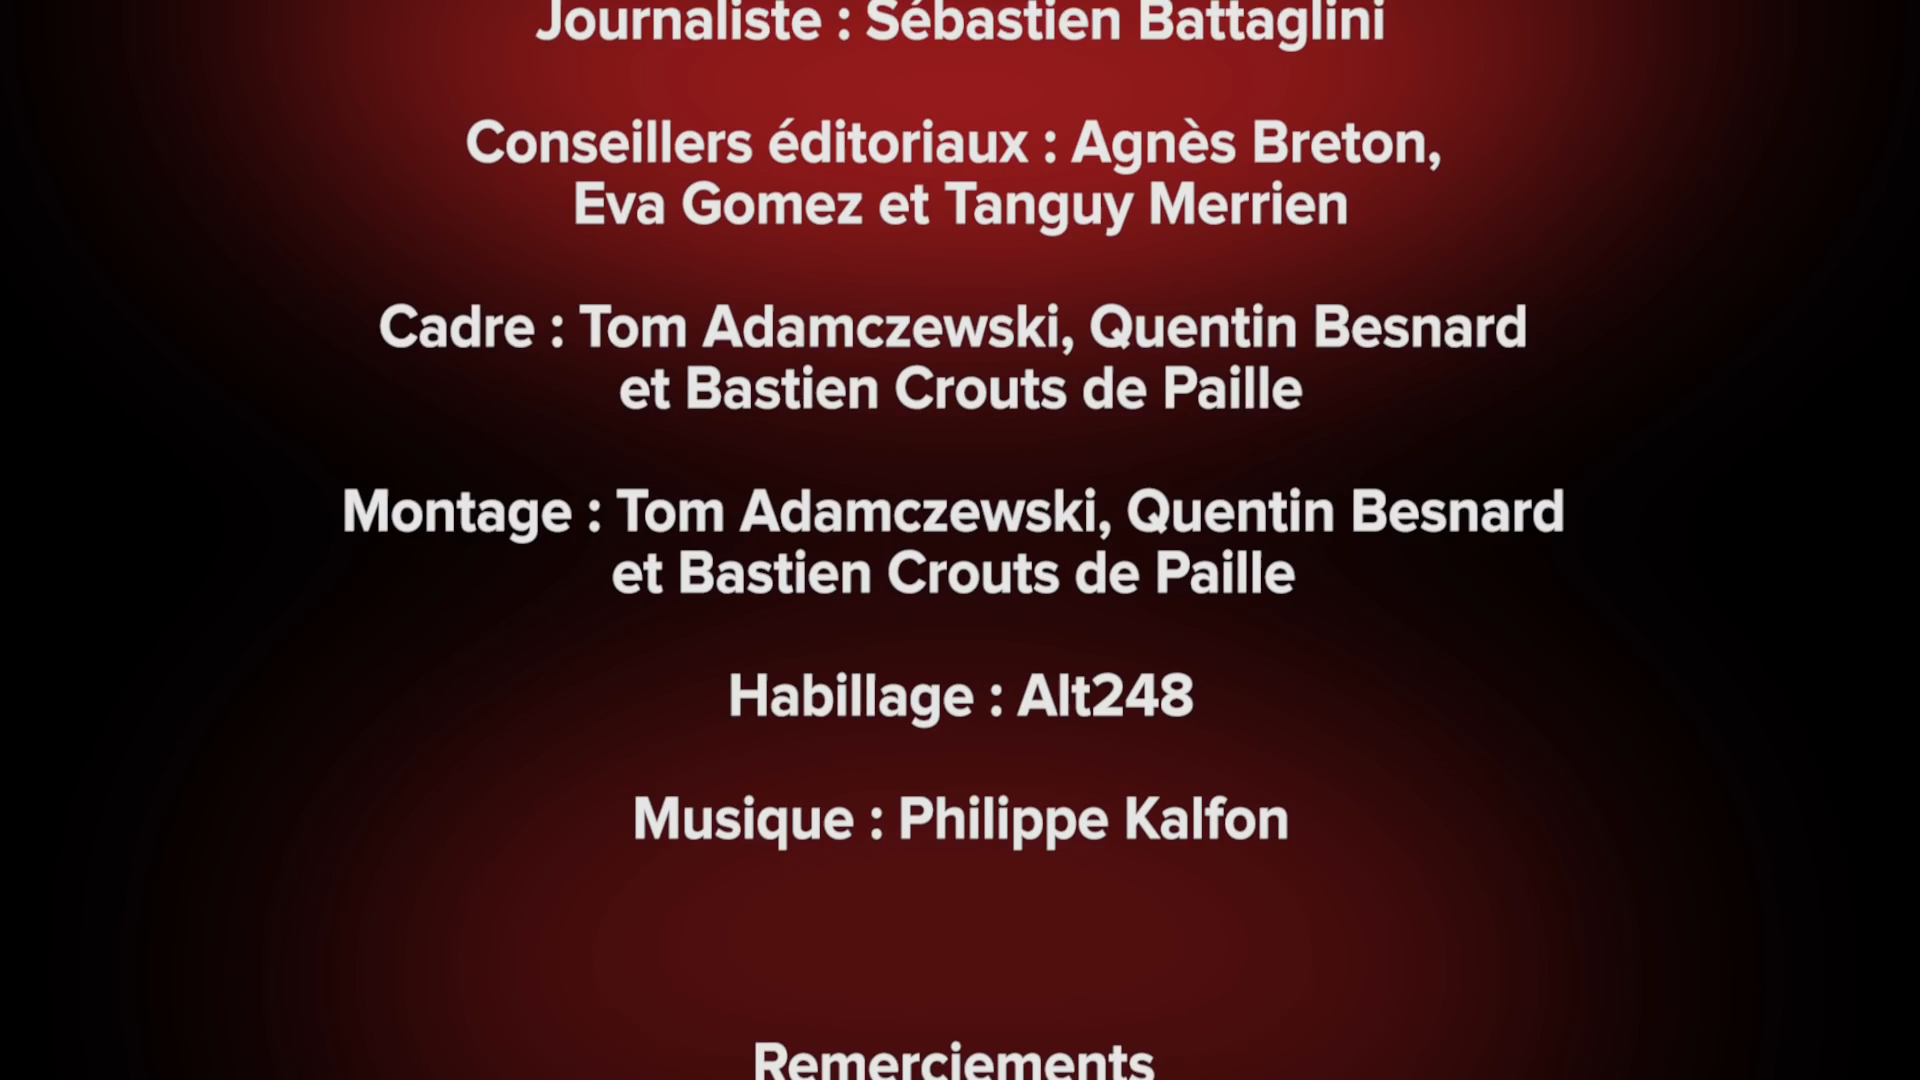 Journaliste : Sébastien Battaglini
Conseillers éditoriaux : Agnès Breton,
Eva Gomez et Tanguy Merrien
Cadre : Tom Adamczewski, Quentin Besnard
et Bastien Crouts de Paille
Montage : Tom Adamczewski, Quentin Besnard
et Bastien Crouts de Paille
Habillage : Alt248
Musique : Philippe Kalfon
Remerciements